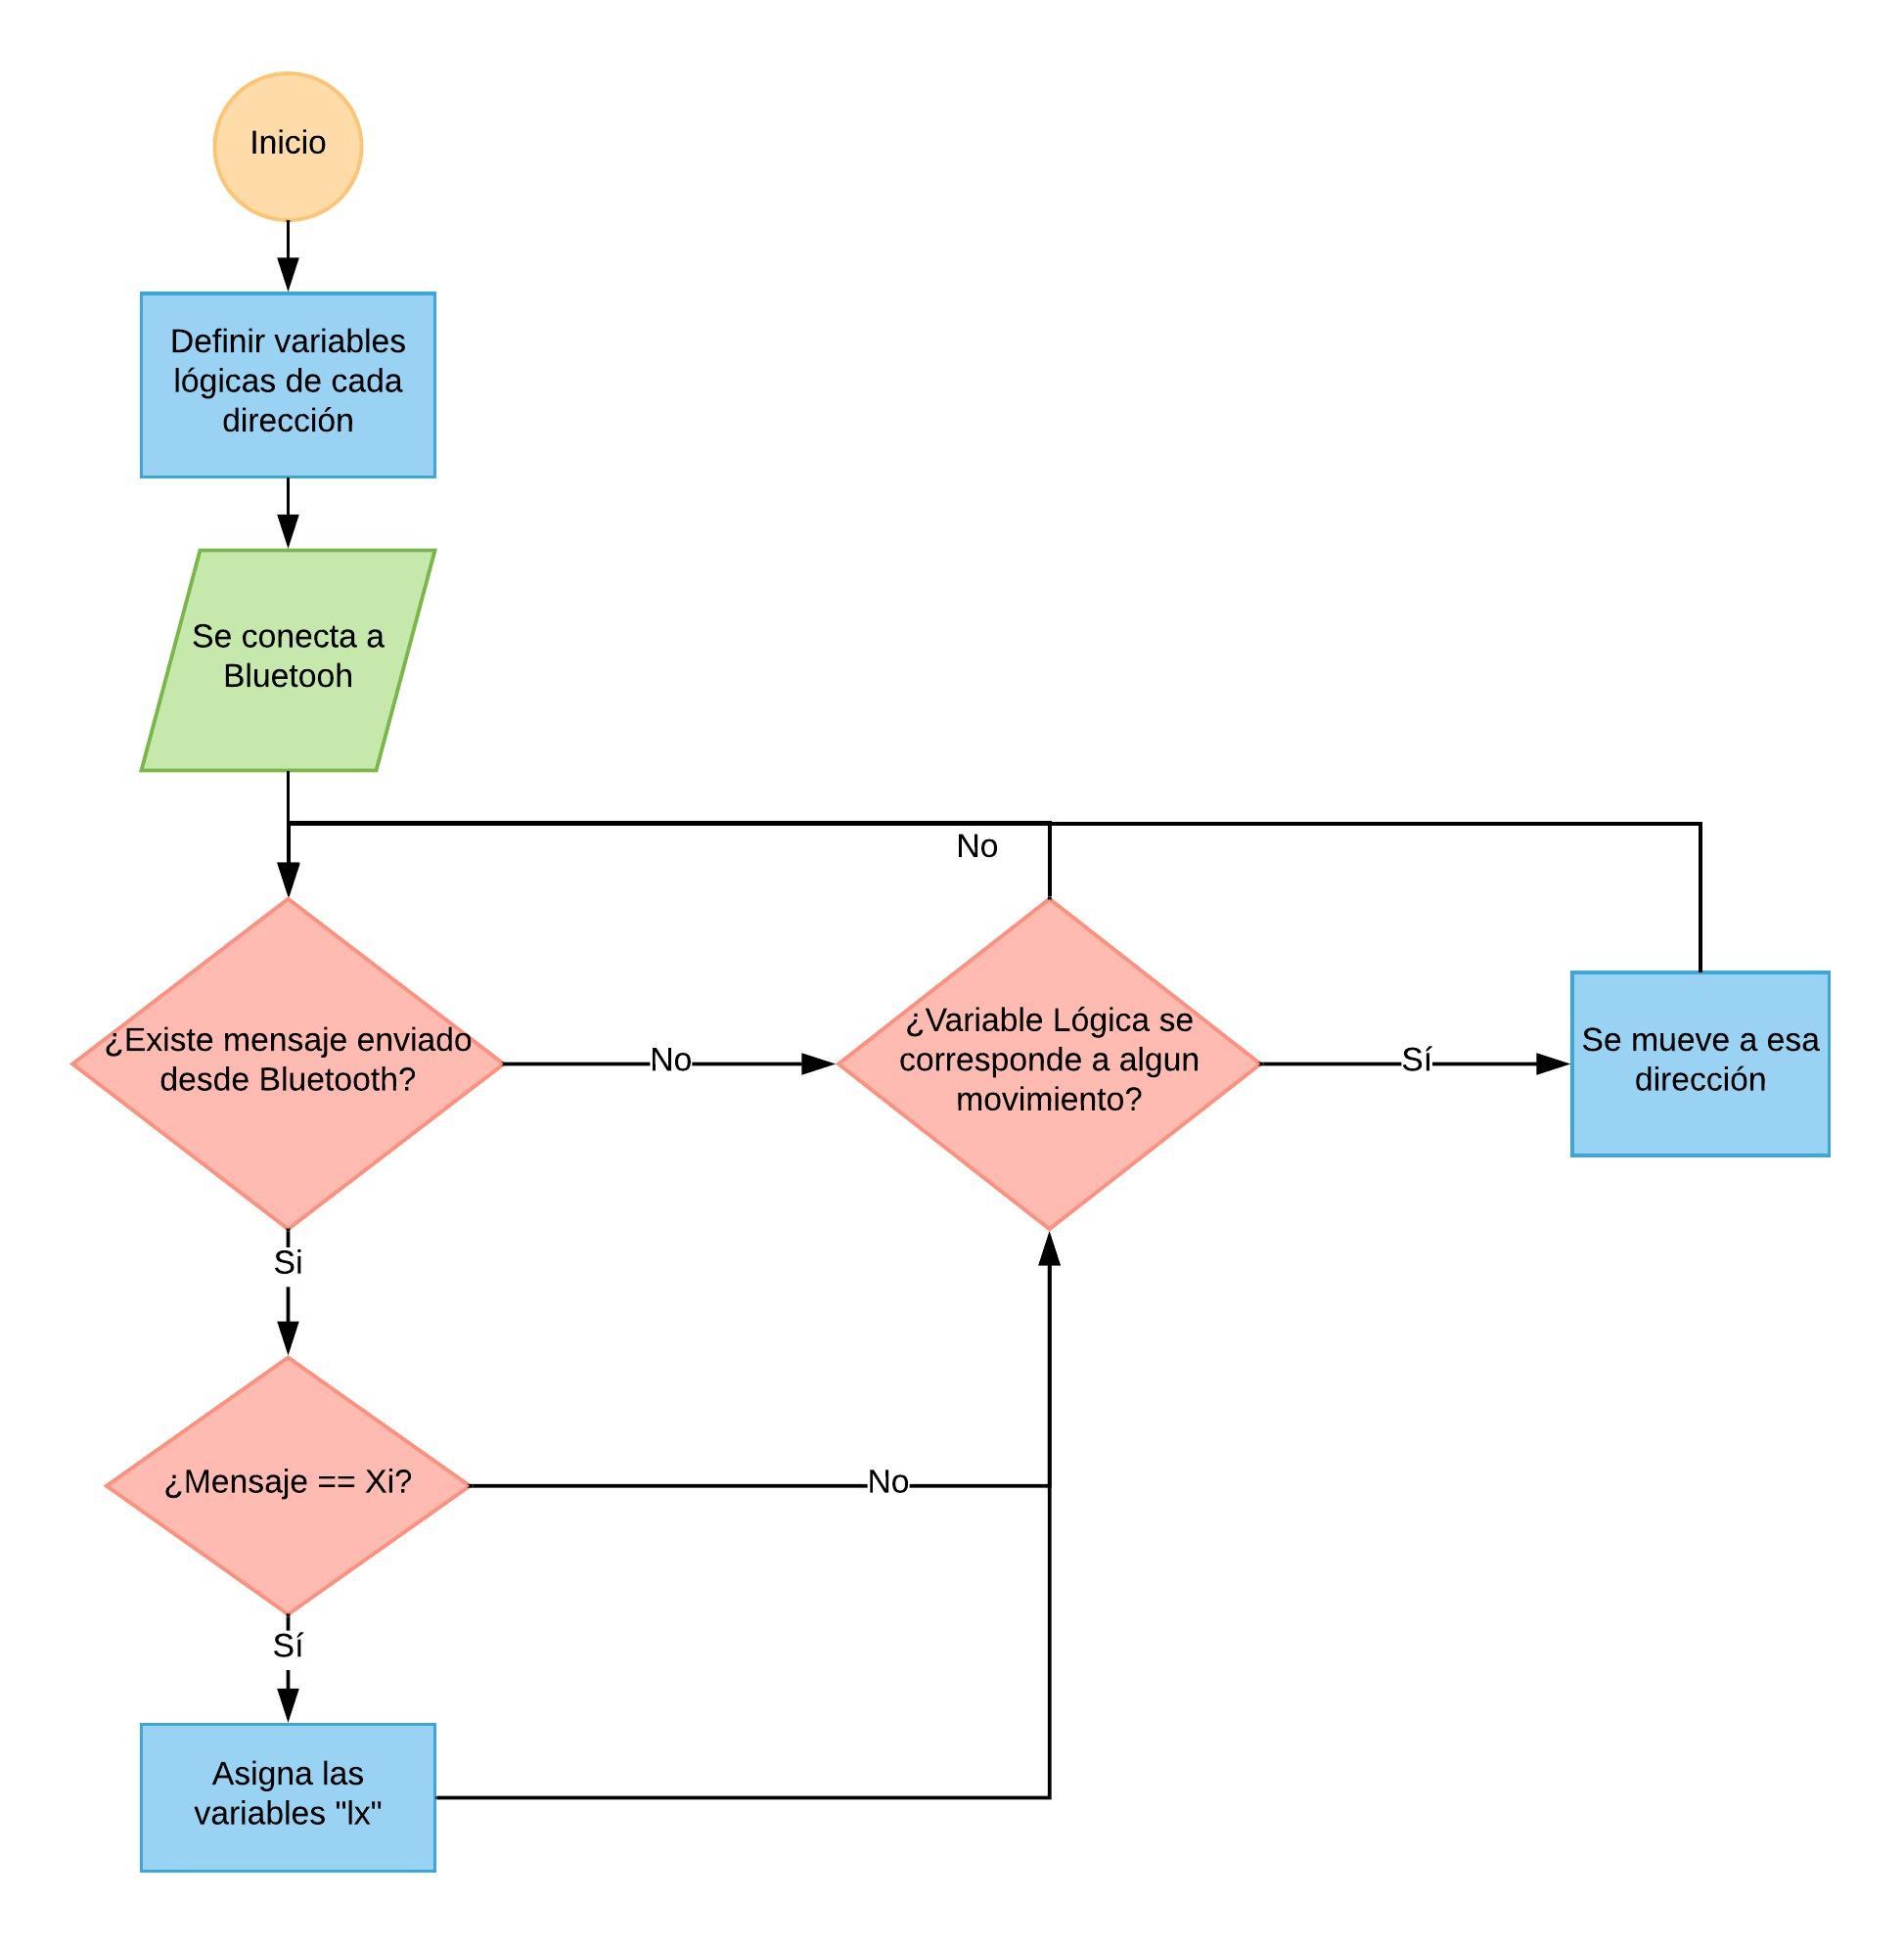 Inicio
Definir variables
lógicas de cada
dirección
Se conecta a
Bluetooh
No
¿Existe mensaje enviado
desde Bluetooth?
No
¿Variable Lógica se
corresponde a algun
movimiento?
Sí
Se mueve a esa
dirección
Si
¿Mensaje == Xi?
No
Sí
Asigna las
variables "lx"